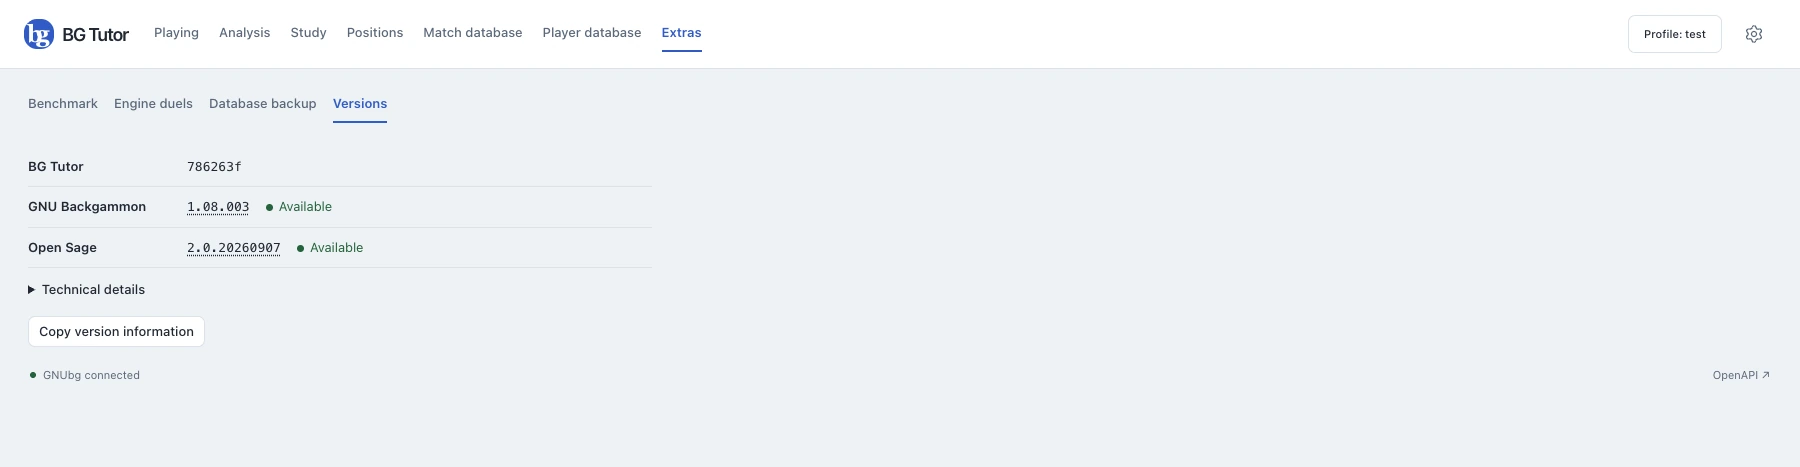 bg BG Tutor Playing Analysis Study Positions Match database Player database Extras Profile: test
Benchmark Engine duels Database backup Versions
BG Tutor 786263f
GNU Backgammon 1.08.003 Available
Open Sage 2.0.20260907 Available
Technical details
Copy version information
GNUbg connected OpenAPI ↗